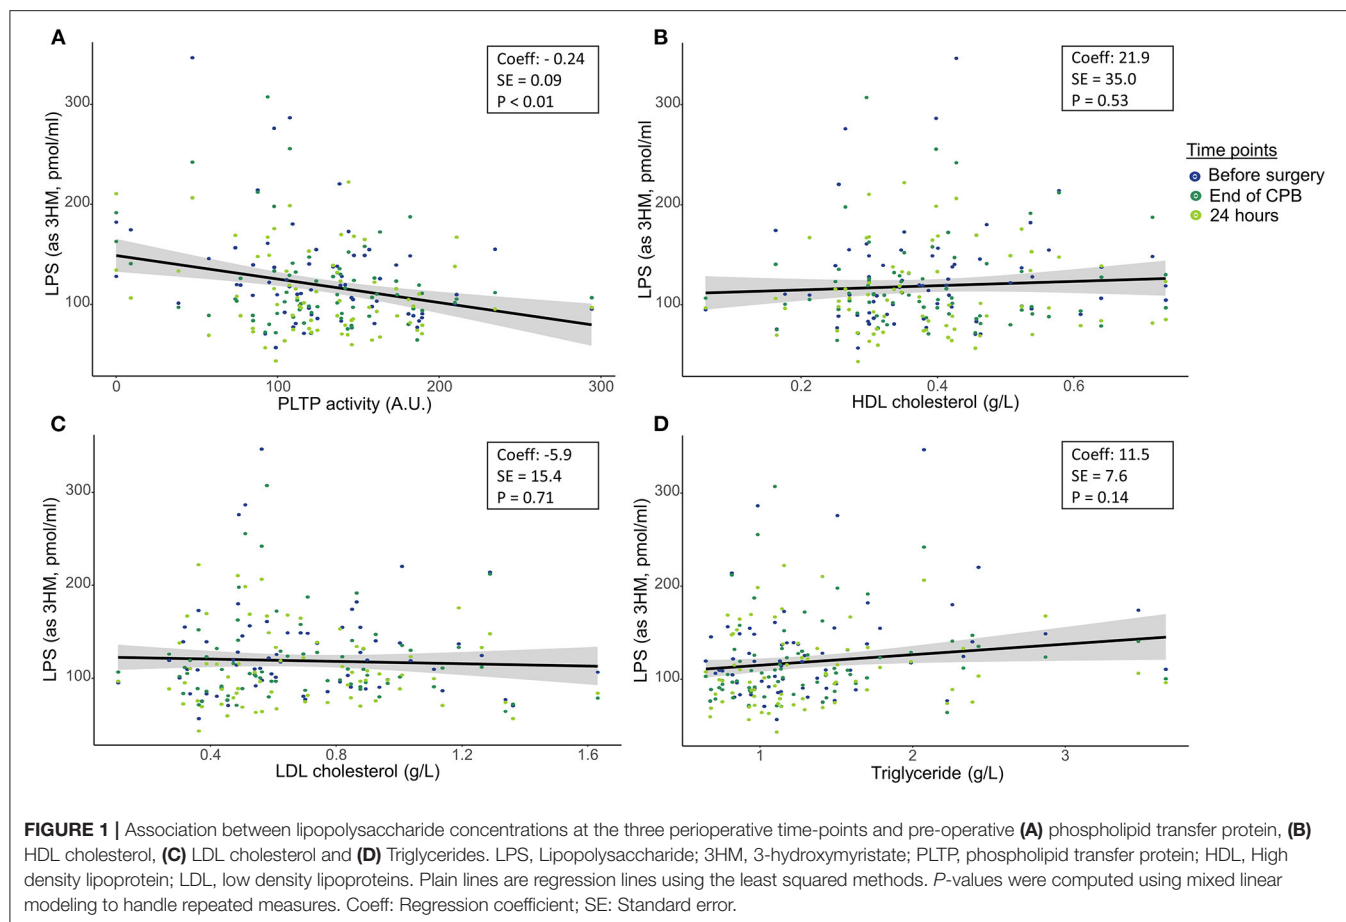 A
Coeff: - 0.24
SE = 0.09
P < 0.01
LPS (as 3HM, pmol/ml)
300
200
100
0
100
200
300
PLTP activity (A.U.)
B
Coeff: 21.9
SE = 35.0
P = 0.53
LPS (as 3HM, pmol/ml
300
200
100
0.2
0.4
0.6
HDL cholesterol (g/L)
Time points
Before surgery
End of CPB
24 hours
C
Coeff: -5.9
SE = 15.4
P = 0.71
LPS (as 3HM, pmol/ml)
300
200
100
0.4
0.8
1.2
1.6
LDL cholesterol (g/L)
D
Coeff: 11.5
SE = 7.6
P = 0.14
LPS (as 3HM, pmol/ml)
300
200
100
1
2
3
Triglyceride (g/L)
FIGURE 1 | Association between lipopolysaccharide concentrations at the three perioperative time-points and pre-operative (A) phospholipid transfer protein, (B)
HDL cholesterol, (C) LDL cholesterol and (D) Triglycerides. LPS, Lipopolysaccharide; 3HM, 3-hydroxymyristate; PLTP, phospholipid transfer protein; HDL, High
density lipoprotein; LDL, low density lipoproteins. Plain lines are regression lines using the least squared methods. P-values were computed using mixed linear
modeling to handle repeated measures. Coeff: Regression coefficient; SE: Standard error.